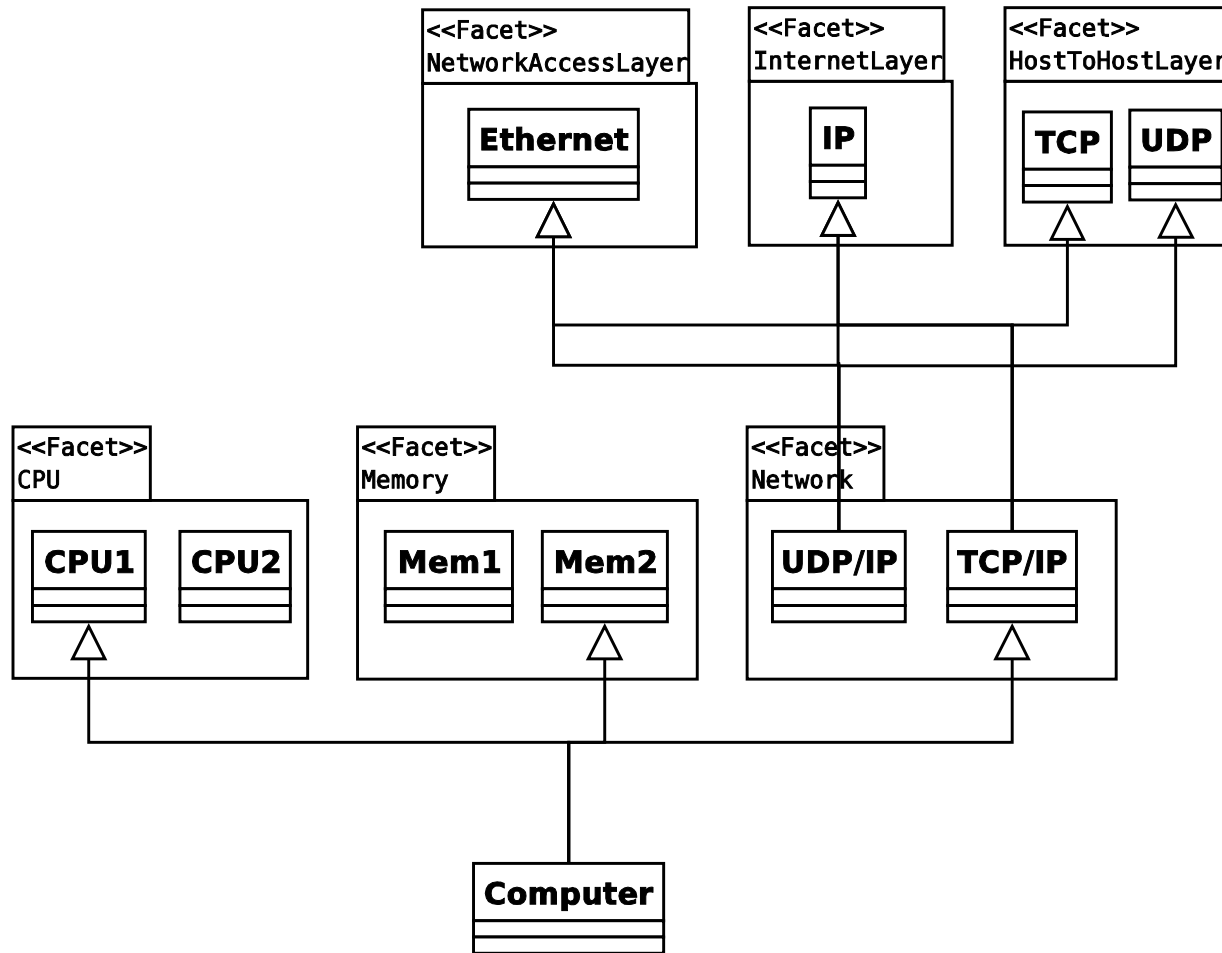 <<Facet>>
NetworkAccessLayer
Ethernet
<<Facet>>
InternetLayer
IP
<<Facet>>
HostToHostLayer
TCP
UDP
<<Facet>>
CPU
CPU1
CPU2
<<Facet>>
Memory
Mem1
Mem2
<<Facet>>
Network
UDP/IP
TCP/IP
Computer